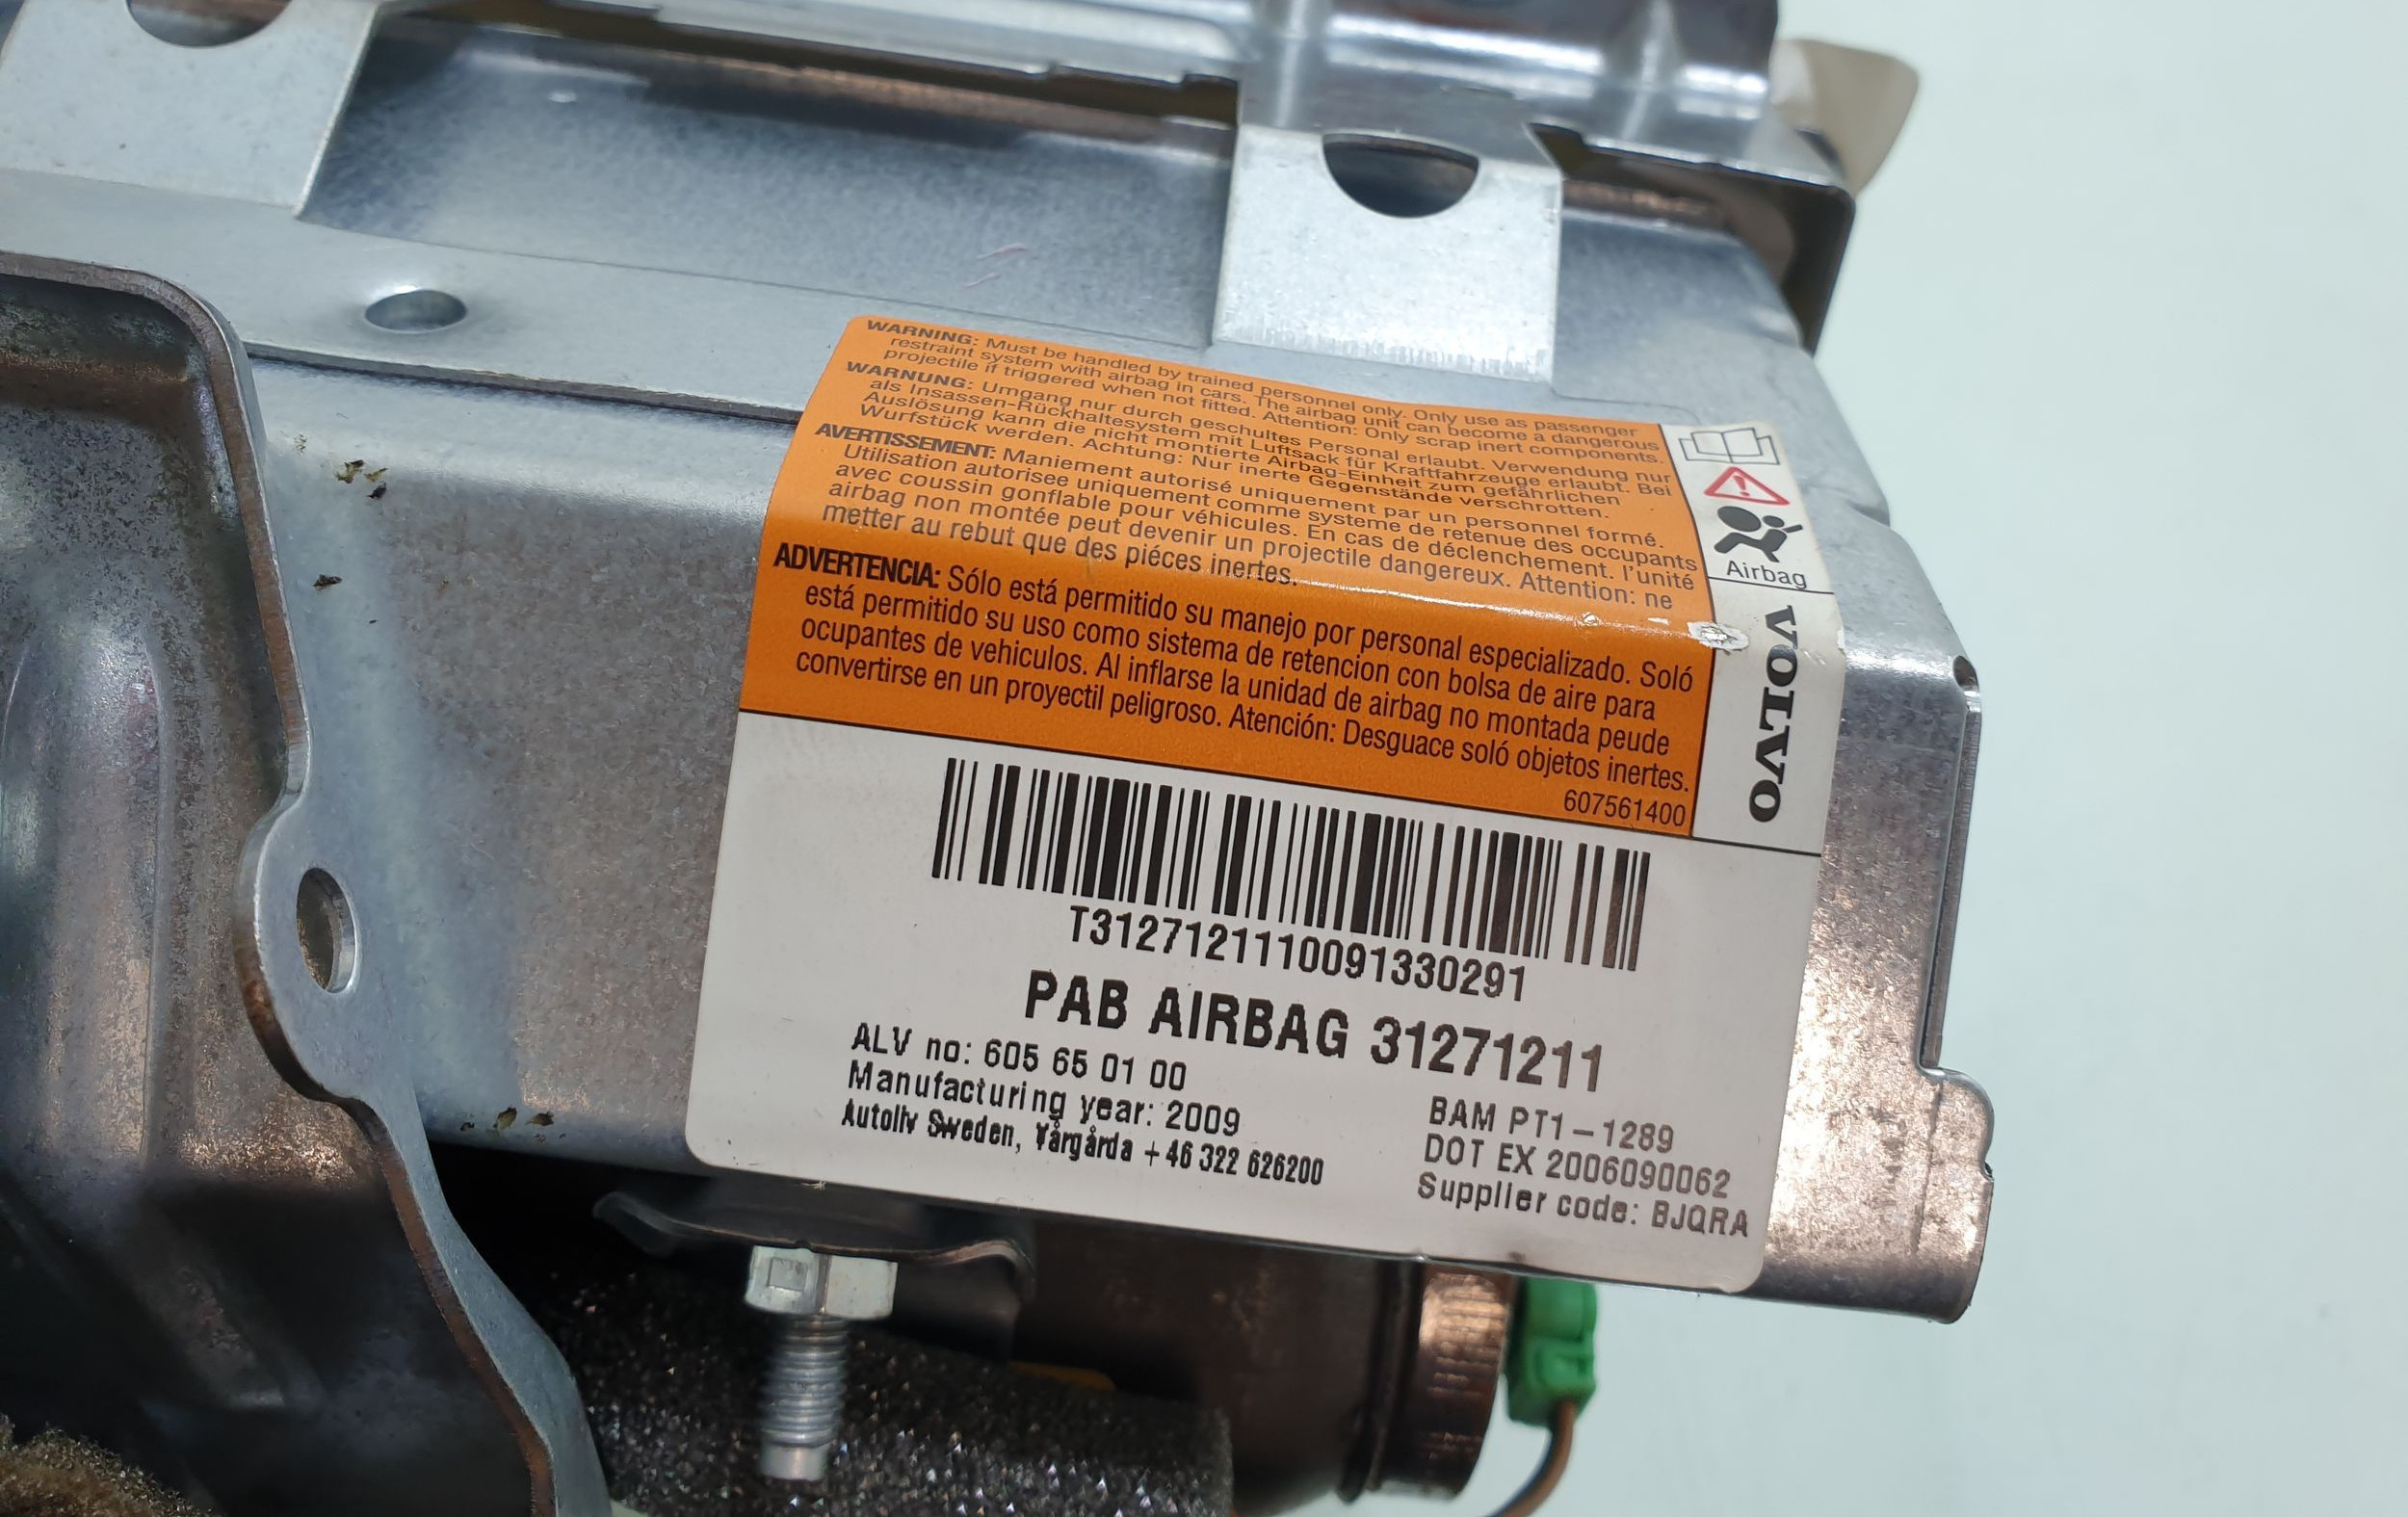 WARNING: Must be handled by trained personnel only. Only use as passenger
restraint system with airbag in cars. The airbag unit can become a dangerous
projectile if triggered when not fitted. Attention: Only scrap inert components.
WARNUNG: Umgang nur durch geschultes Personal erlaubt. Verwendung nur
als Insassen-Rückhaltesystem mit Luftsack für Kraftfahrzeuge erlaubt. Bei
Auslösung kann die nicht montierte Airbag-Einheit zum gefährlichen
Wurfstück werden. Achtung: Nur inerte Gegenstände verschrotten.
AVERTISSEMENT: Maniement autorisé uniquement par un personnel formé.
Utilisation autorisee uniquement comme systeme de retenue des occupants
avec coussin gonflable pour véhicules. En cas de déclenchement. l'unité
airbag non montée peut devenir un projectile dangereux. Attention: ne
metter au rebut que des piéces inertes.
ADVERTENCIA: Sólo está permitido su manejo por personal especializado. Soló
está permitido su uso como sistema de retencion con bolsa de aire para
ocupantes de vehiculos. Al inflarse la unidad de airbag no montada peude
convertirse en un proyectil peligroso. Atención: Desguace soló objetos inertes.
607561400
Airbag
VOLVO
T3127121110091330291
PAB AIRBAG 31271211
ALV no: 605 65 01 00
Manufacturing year: 2009
Autoliv Sweden, Vårgårda +46 322 626200
BAM PT1-1289
DOT EX 2006090062
Supplier code: BJQRA